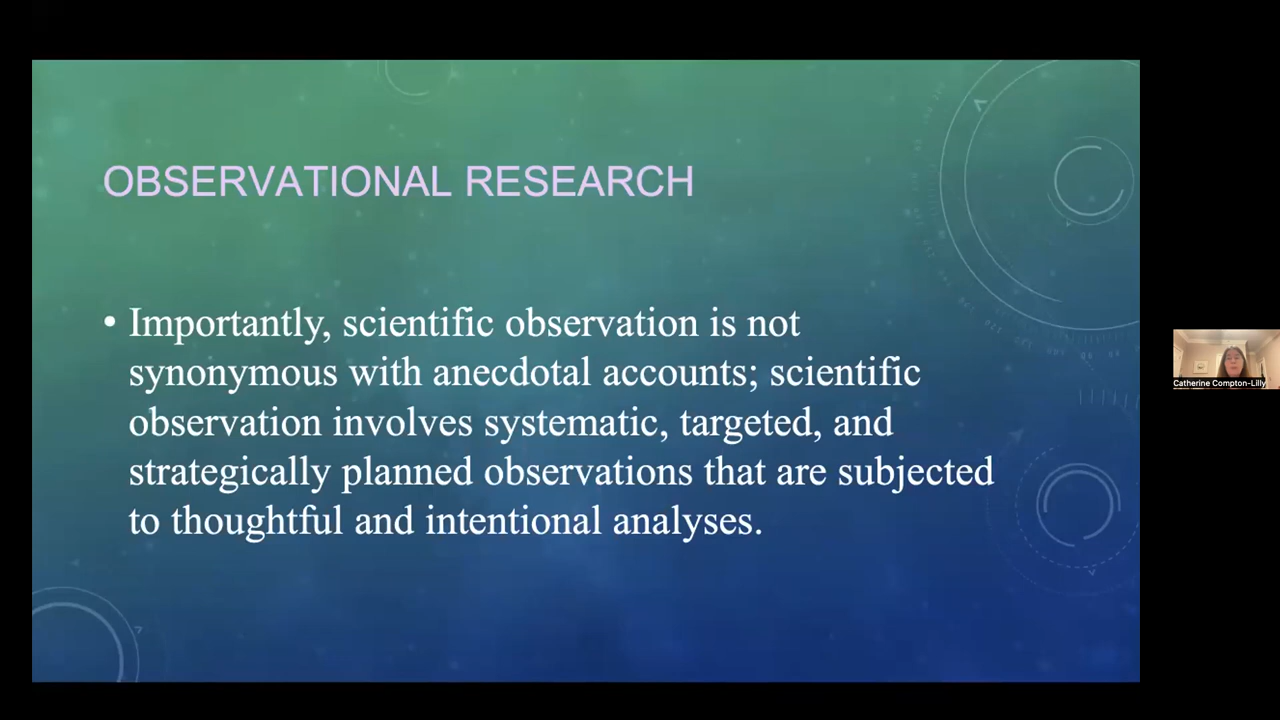 OBSERVATIONAL RESEARCH
• Importantly, scientific observation is not
synonymous with anecdotal accounts; scientific
observation involves systematic, targeted, and
strategically planned observations that are subjected
to thoughtful and intentional analyses.
Catherine Compton-Lilly